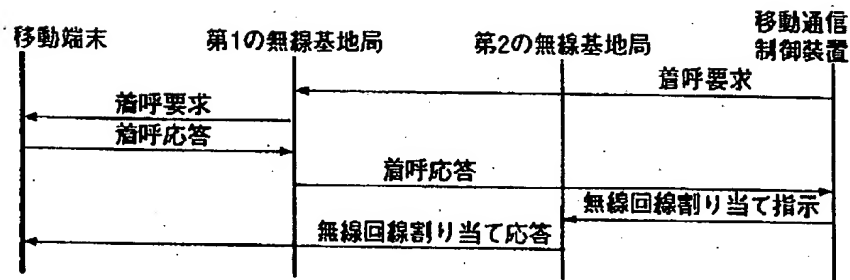 移動端末
第1の無線基地局
第2の無線基地局
移動通信
制御装置
着呼要求
着呼要求
着呼応答
着呼応答
無線回線割り当て指示
無線回線割り当て応答